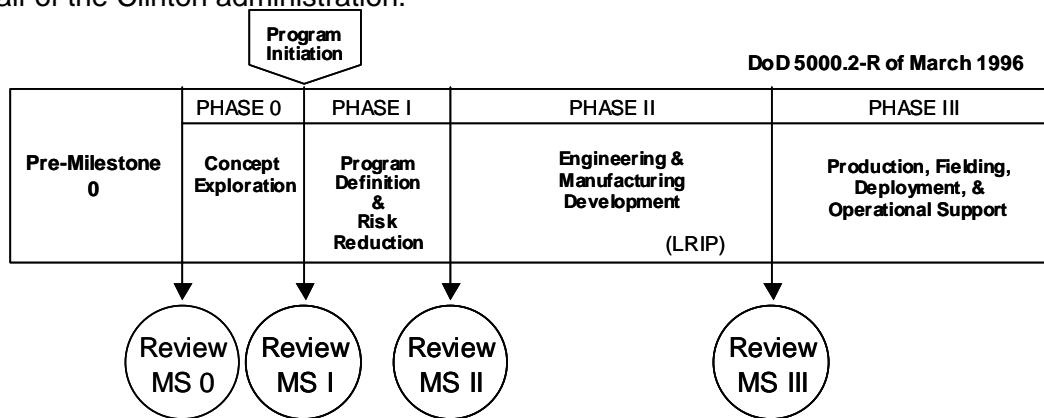 of the Clinton administration.
Program
Initiation
DoD 5000.2-R of March 1996
PHASE 0
PHASE I
PHASE II
PHASE III
Pre-Milestone
0
Concept
Exploration
Program
Definition
&
Risk
Reduction
Engineering &
Manufacturing
Development
(LRIP)
Production, Fielding,
Deployment, &
Operational Support
Review
MS 0
Review
MS I
Review
MS II
Review
MS III